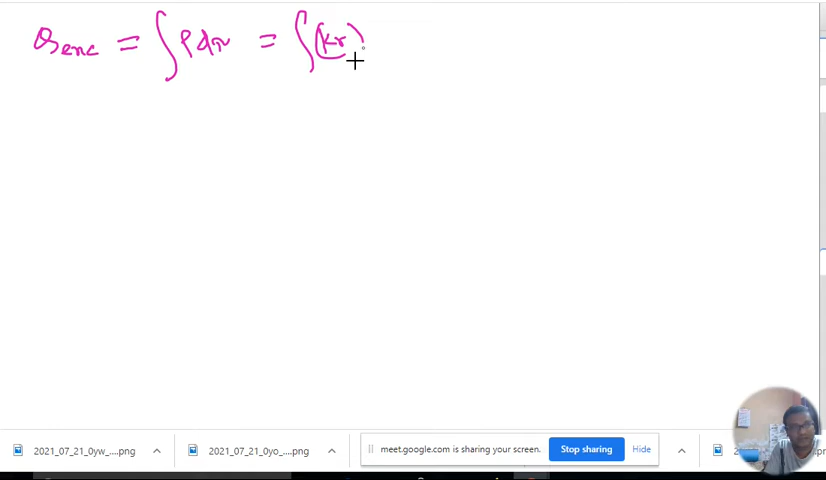 Qenc = ∫ρdτ = ∫(kr)
2021_07_21_0yw_....png
2021_07_21_0yo_....png
meet.google.com is sharing your screen.
Stop sharing
Hide